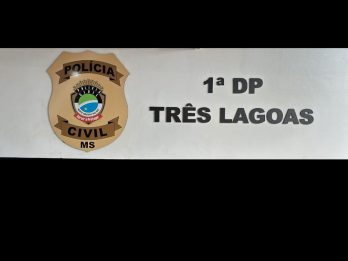 POLÍCIA
CIVIL
MS
1ª DP
TRÊS LAGOAS